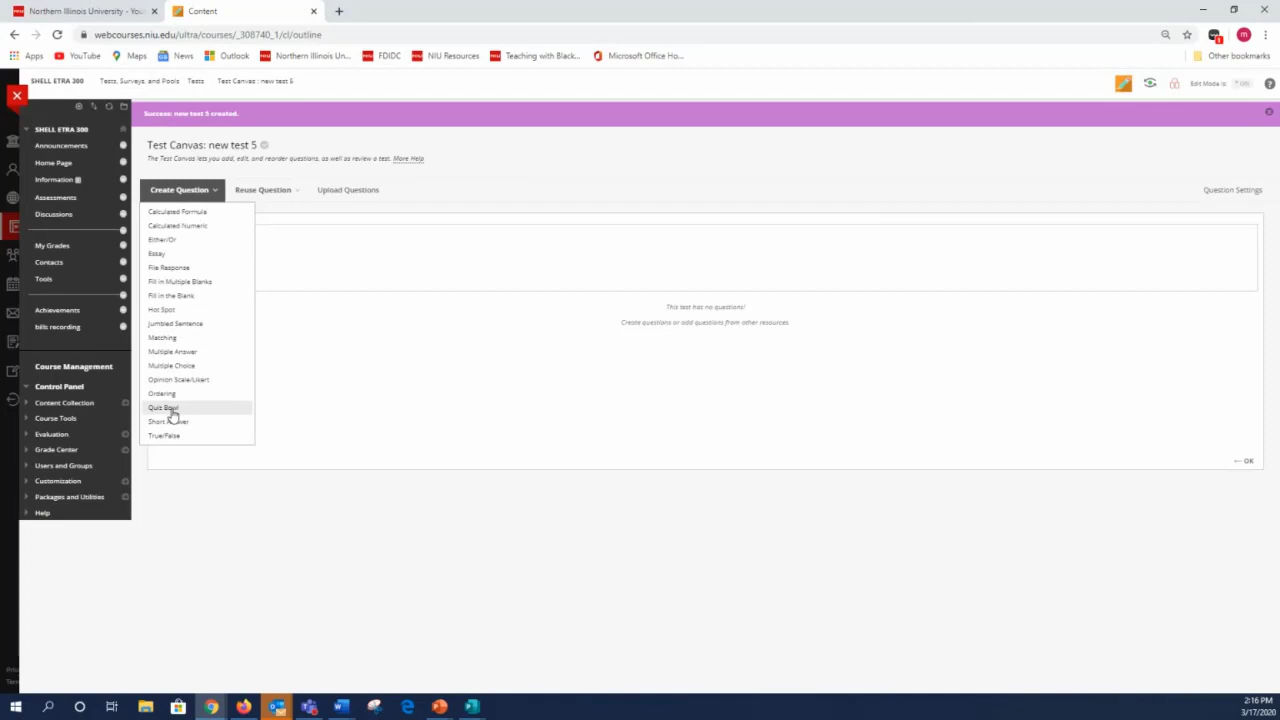 Northern Illinois University - You
Content
webcourses.niu.edu/ultra/courses/_308740_1/cl/outline
m
Apps
YouTube
Maps
News
Outlook
NIU
Northern Illinois Un...
FDIDC
NIU Resources
Teaching with Black...
Microsoft Office Ho...
Other bookmarks
SHELL ETRA 300
Tests, Surveys, and Pools
Tests
Test Canvas : new test 5
Edit Mode is:
ON
Success: new test 5 created.
SHELL ETRA 300
Announcements
Home Page
Information
Assessments
Discussions
My Grades
Contacts
Tools
Achievements
bills recording
Course Management
Control Panel
Content Collection
Course Tools
Evaluation
Grade Center
Users and Groups
Customization
Packages and Utilities
Help
Test Canvas: new test 5
The Test Canvas lets you add, edit, and reorder questions, as well as review a test. More Help
Create Question
Reuse Question
Upload Questions
Question Settings
Calculated Formula
Calculated Numeric
Either/Or
Essay
File Response
Fill in Multiple Blanks
Fill in the Blank
Hot Spot
Jumbled Sentence
Matching
Multiple Answer
Multiple Choice
Opinion Scale/Likert
Ordering
Quiz Bowl
Short Answer
True/False
This test has no questions!
Create questions or add questions from other resources.
OK
2:16 PM
3/17/2020